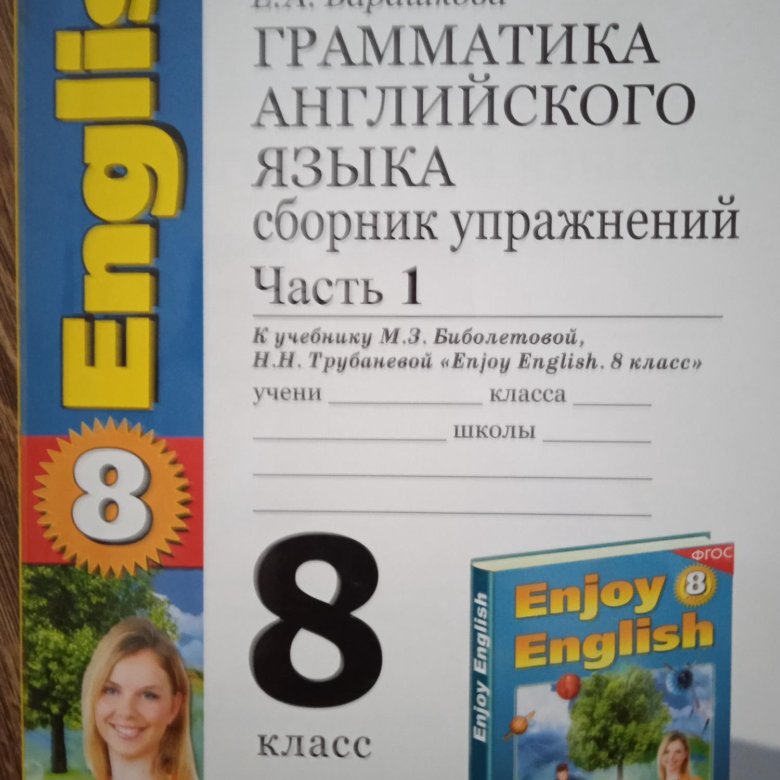 Е.А. Барашкова
ГРАММАТИКА
АНГЛИЙСКОГО
ЯЗЫКА
сборник упражнений
Часть 1
К учебнику М.З. Биболетовой,
Н.Н. Трубаневой «Enjoy English. 8 класс»
учени класса
школы
8
класс
English
8
ФГОС
Enjoy 8
English
Enjoy English